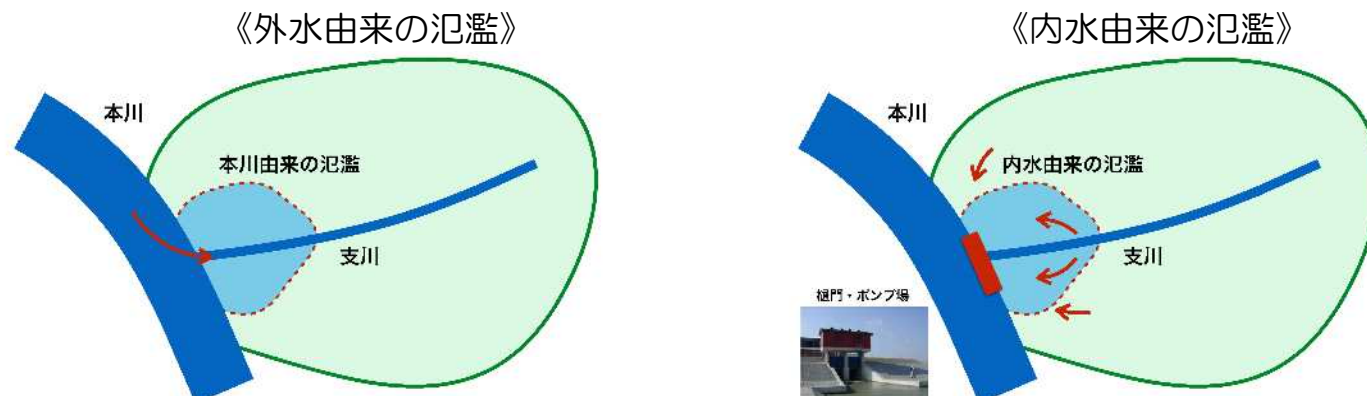 《外水由来の氾濫》
本川
本川由来の氾濫
支川
《内水由来の氾濫》
本川
内水由来の氾濫
支川
樋門・ポンプ場